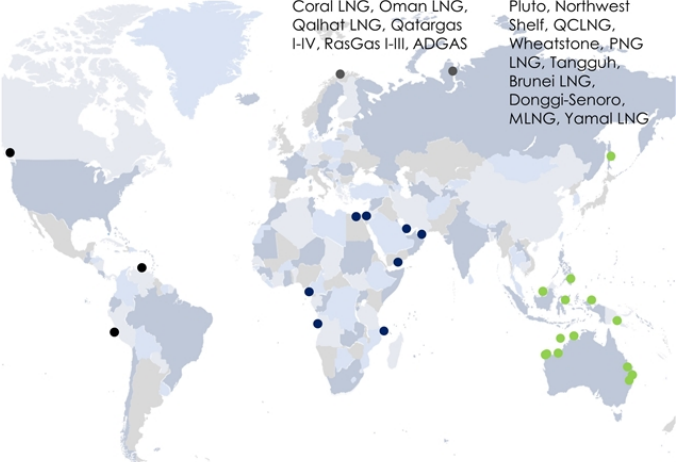 Coral LNG, Oman LNG,
Qalhat LNG, Qatargas
I-IV, RasGas I-III, ADGAS
Pluto, Northwest
Shelf, QCLNG,
Wheatstone, PNG
LNG, Tangguh,
Brunei LNG,
Donggi-Senoro,
MLNG, Yamal LNG